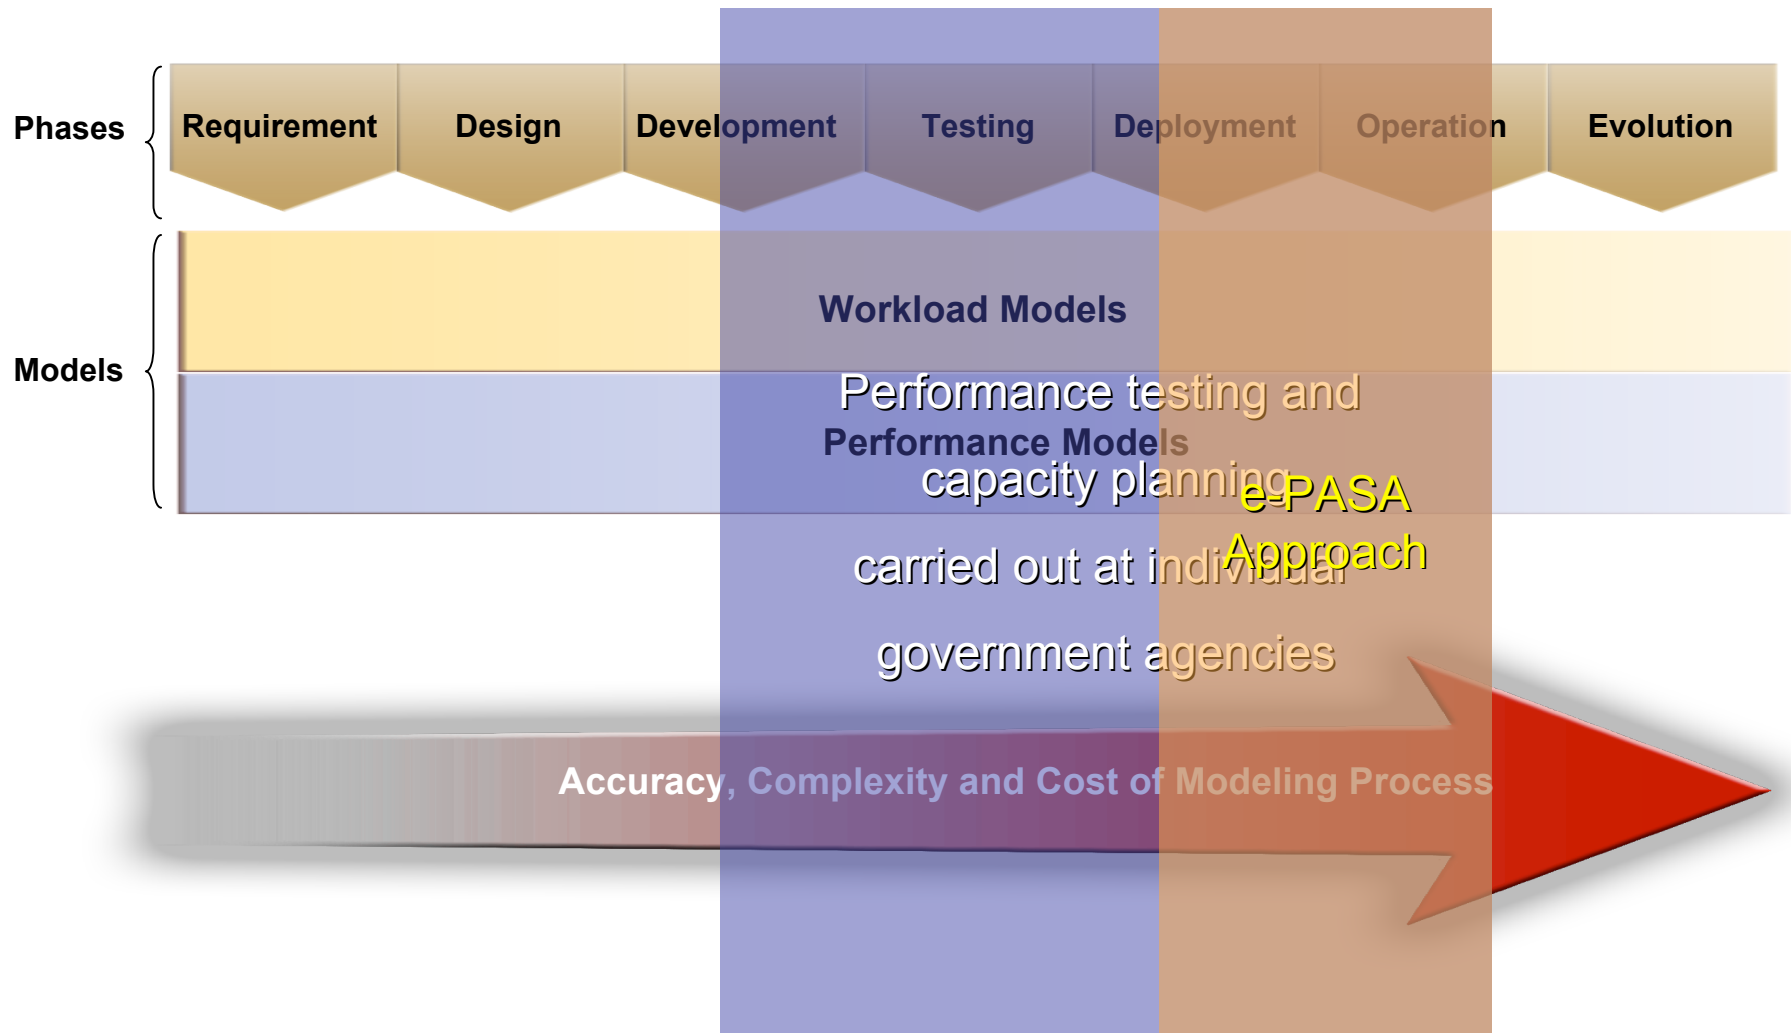 Phases
Requirement
Design
Development
Testing
Deployment
Operation
Evolution
Models
Workload Models
Performance Models
Performance testing and
capacity planning
carried out at individual
government agencies
e-PASA
Approach
Accuracy, Complexity and Cost of Modeling Process